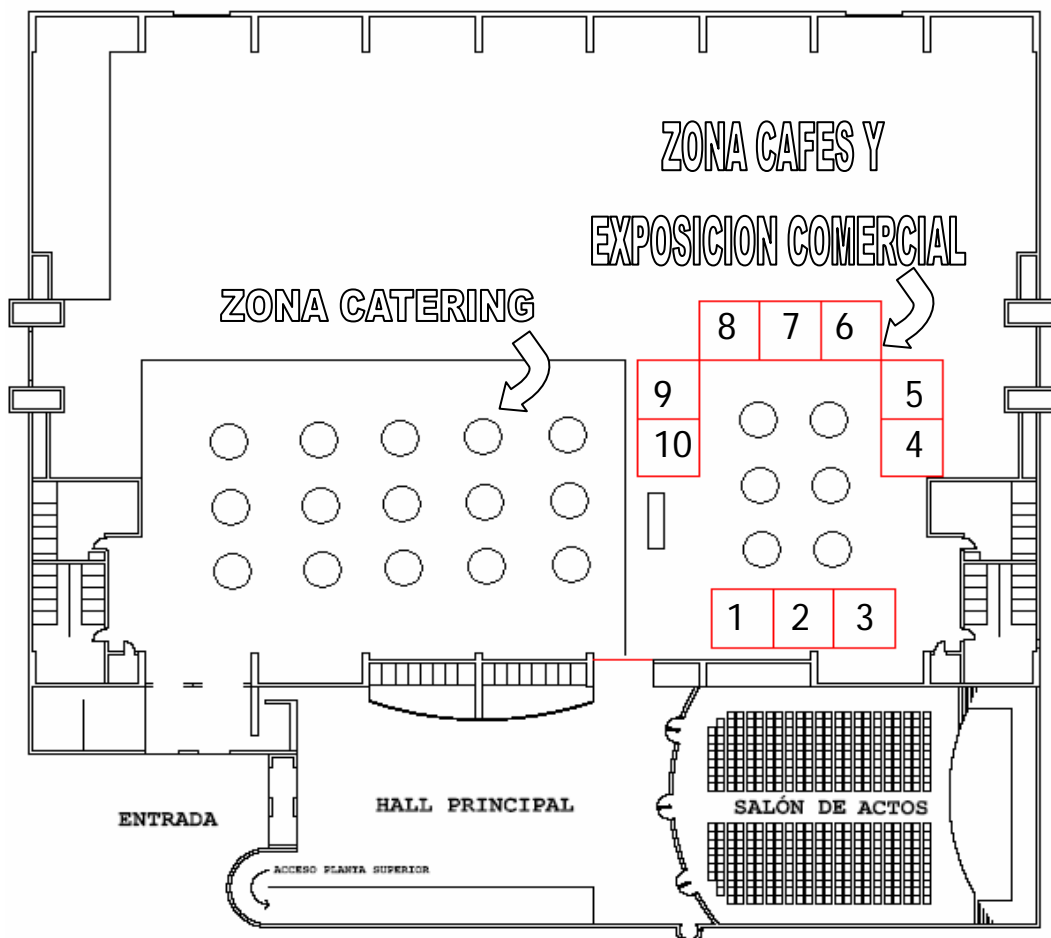 ZONA CAFES Y
EXPOSICION COMERCIAL
ZONA CATERING
8 7 6
9 5
10 4
1 2 3
HALL PRINCIPAL
SALÓN DE ACTOS
ENTRADA
ACCESO PLANTA SUPERIOR